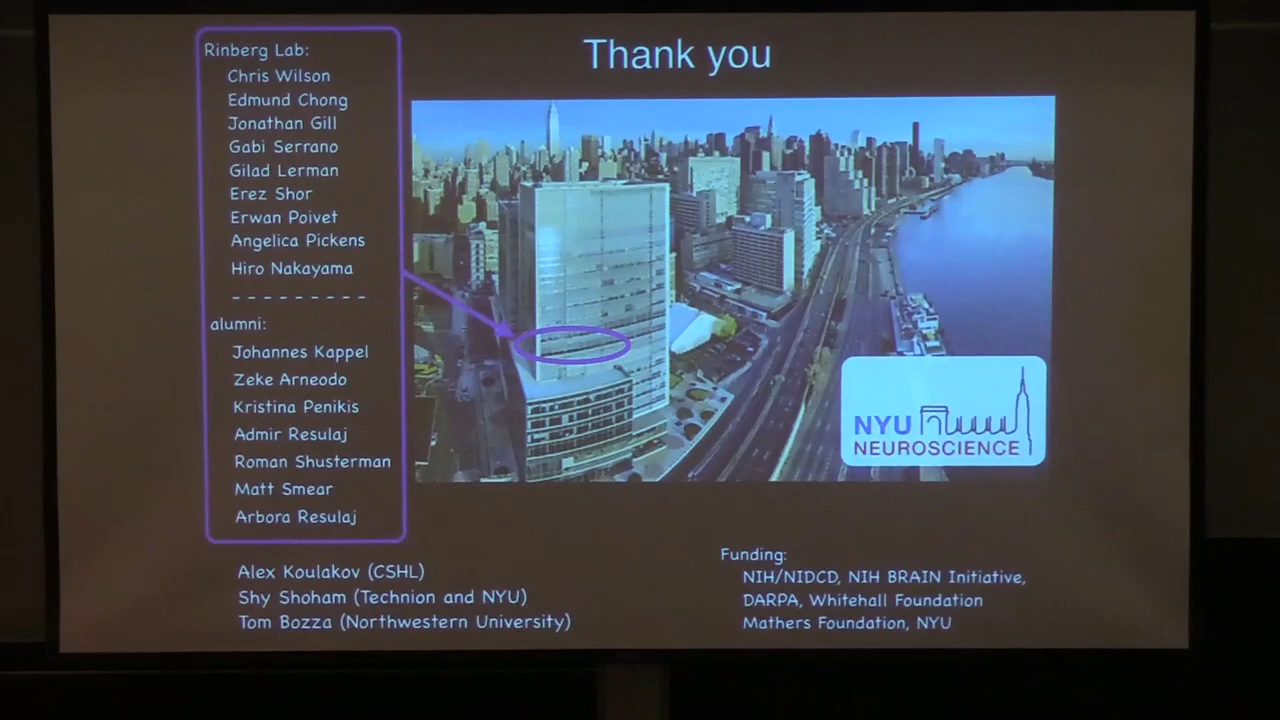 Thank you
Rinberg Lab:
Chris Wilson
Edmund Chong
Jonathan Gill
Gabi Serrano
Gilad Lerman
Erez Shor
Erwan Poivet
Angelica Pickens
Hiro Nakayama
- - - - - - - - -
alumni:
Johannes Kappel
Zeke Arneodo
Kristina Penikis
Admir Resulaj
Roman Shusterman
Matt Smear
Arbora Resulaj
NYU
NEUROSCIENCE
Alex Koulakov (CSHL)
Shy Shoham (Technion and NYU)
Tom Bozza (Northwestern University)
Funding:
NIH/NIDCD, NIH BRAIN Initiative,
DARPA, Whitehall Foundation
Mathers Foundation, NYU